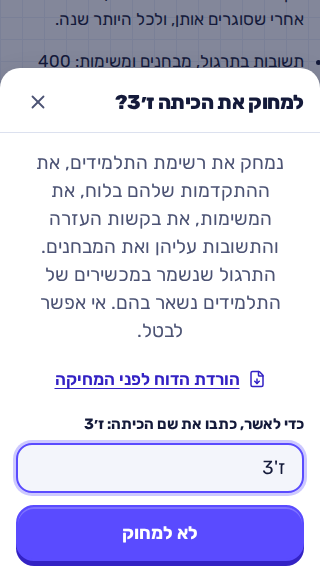 אחרי שסוגרים אותן, ולכל היותר שנה.
תשובות בתרגול, מבחנים ומשימות: 400
למחוק את הכיתה ז׳3?
נמחק את רשימת התלמידים, את
ההתקדמות שלהם בלוח, את
המשימות, את בקשות העזרה
והתשובות עליהן ואת המבחנים.
התרגול שנשמר במכשירים של
התלמידים נשאר בהם. אי אפשר
לבטל.
הורדת הדוח לפני המחיקה
כדי לאשר, כתבו את שם הכיתה: ז׳3
ז'3
לא למחוק